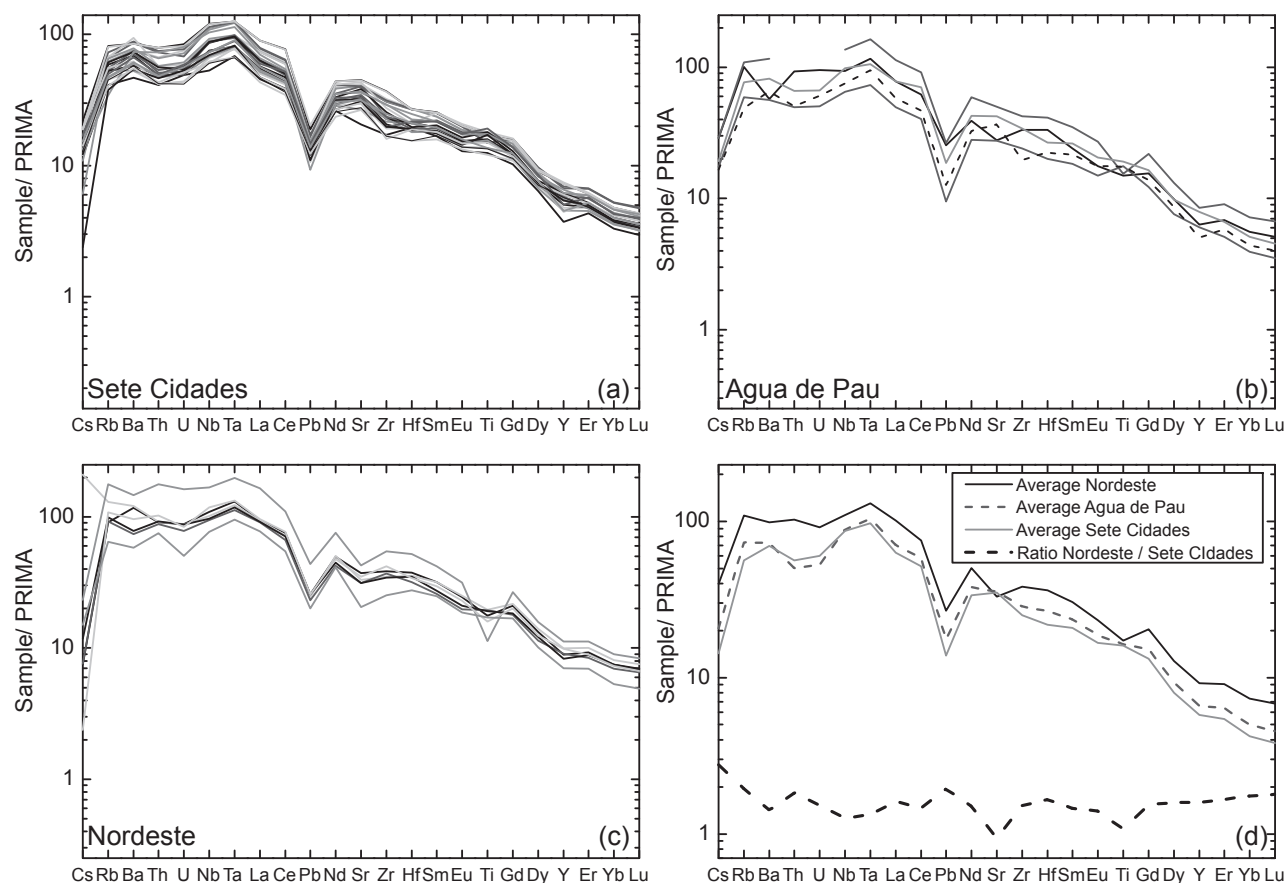 100
10
1
Sample/ PRIMA
Sete Cidades
(a)
Cs Rb Ba Th U Nb Ta La Ce Pb Nd Sr Zr Hf Sm Eu Ti Gd Dy Y Er Yb Lu
100
10
1
Sample/ PRIMA
Agua de Pau
(b)
Cs Rb Ba Th U Nb Ta La Ce Pb Nd Sr Zr Hf Sm Eu Ti Gd Dy Y Er Yb Lu
100
10
1
Sample/ PRIMA
Nordeste
(c)
Cs Rb Ba Th U Nb Ta La Ce Pb Nd Sr Zr Hf Sm Eu Ti Gd Dy Y Er Yb Lu
100
10
1
Sample/ PRIMA
Average Nordeste
Average Agua de Pau
Average Sete Cidades
Ratio Nordeste / Sete CIdades
(d)
Cs Rb Ba Th U Nb Ta La Ce Pb Nd Sr Zr Hf Sm Eu Ti Gd Dy Y Er Yb Lu